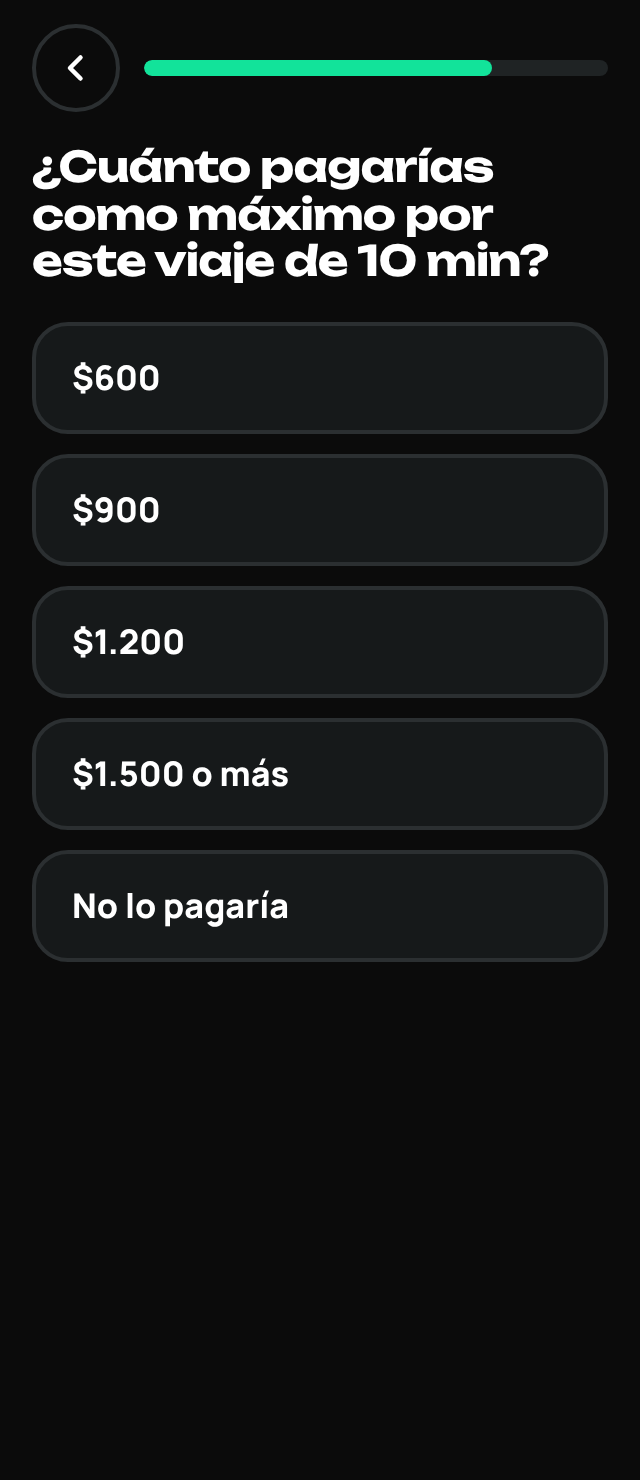 ¿Cuánto pagarías
como máximo por
este viaje de 10 min?
$600
$900
$1.200
$1.500 o más
No lo pagaría